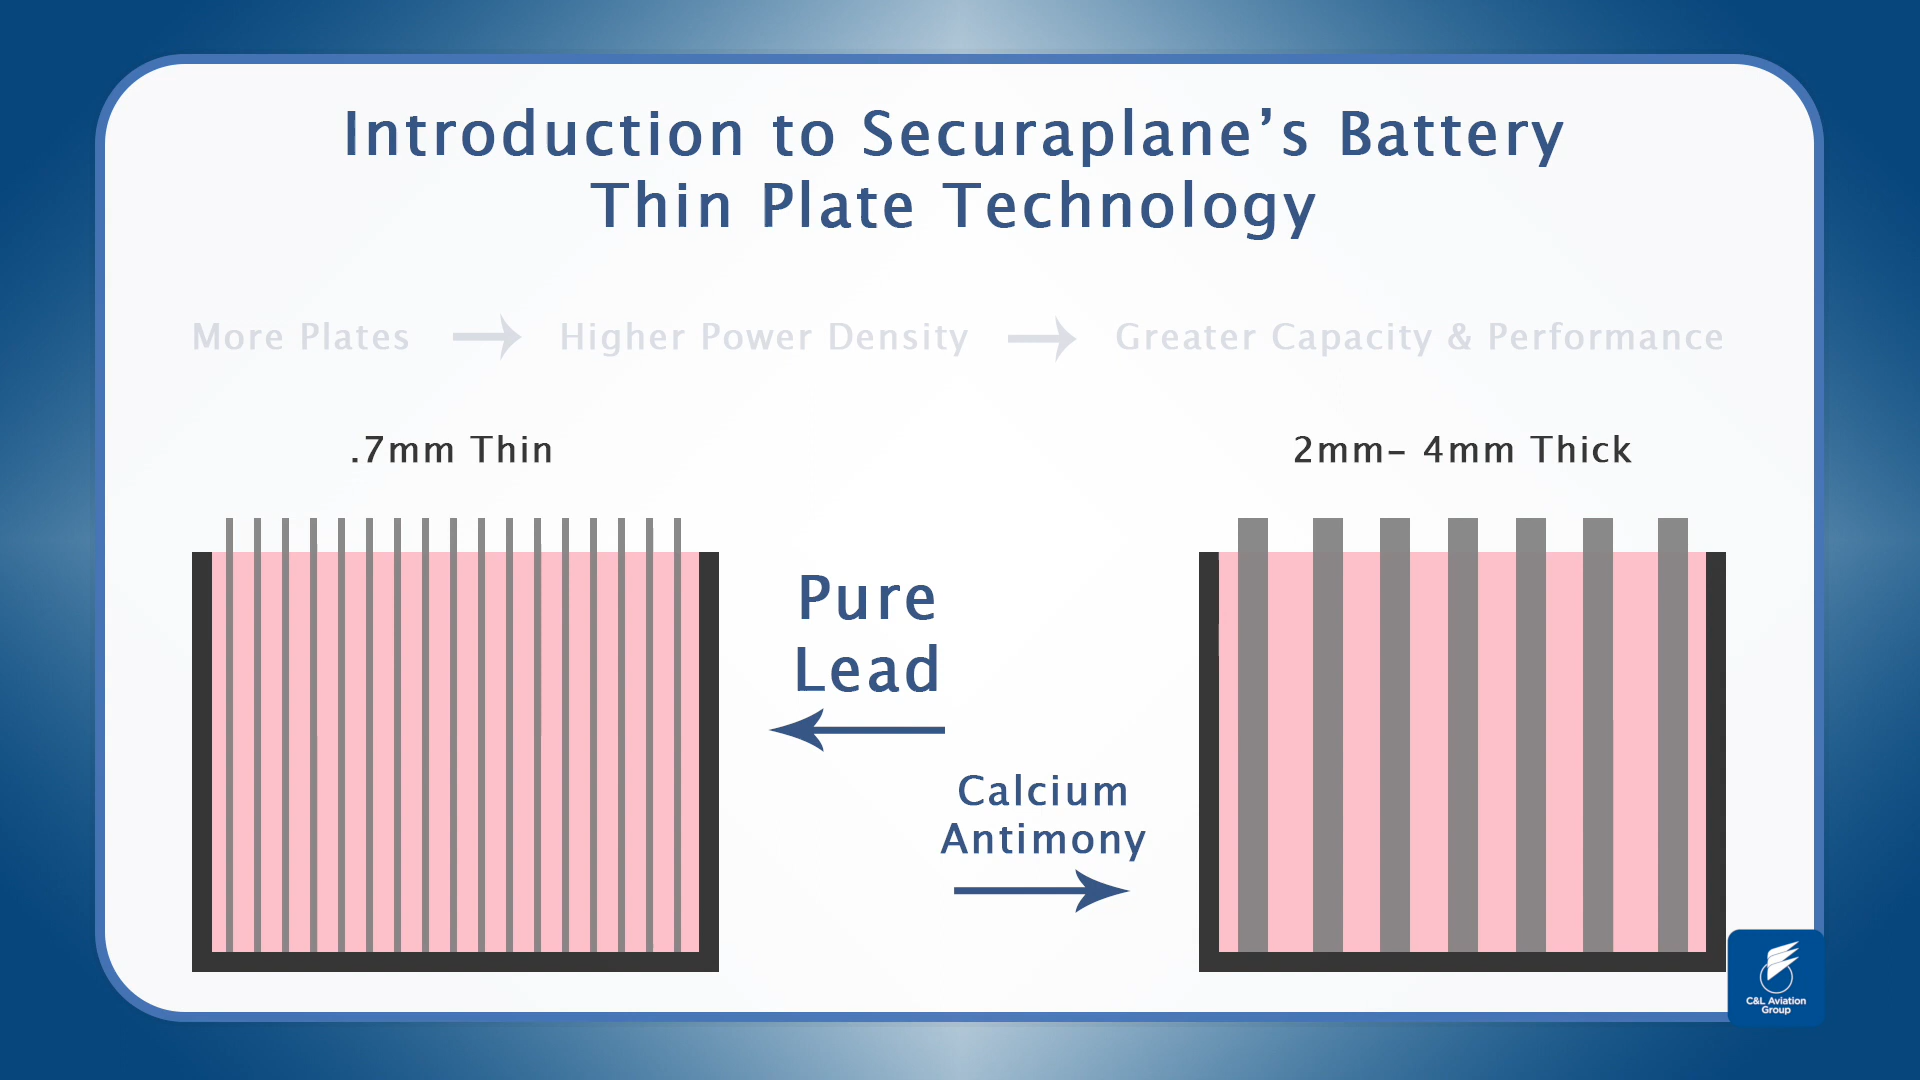 Introduction to Securaplane’s Battery
Thin Plate Technology
More Plates → Higher Power Density → Greater Capacity & Performance
.7mm Thin
2mm– 4mm Thick
Pure
Lead
Calcium
Antimony
C&L Aviation
Group